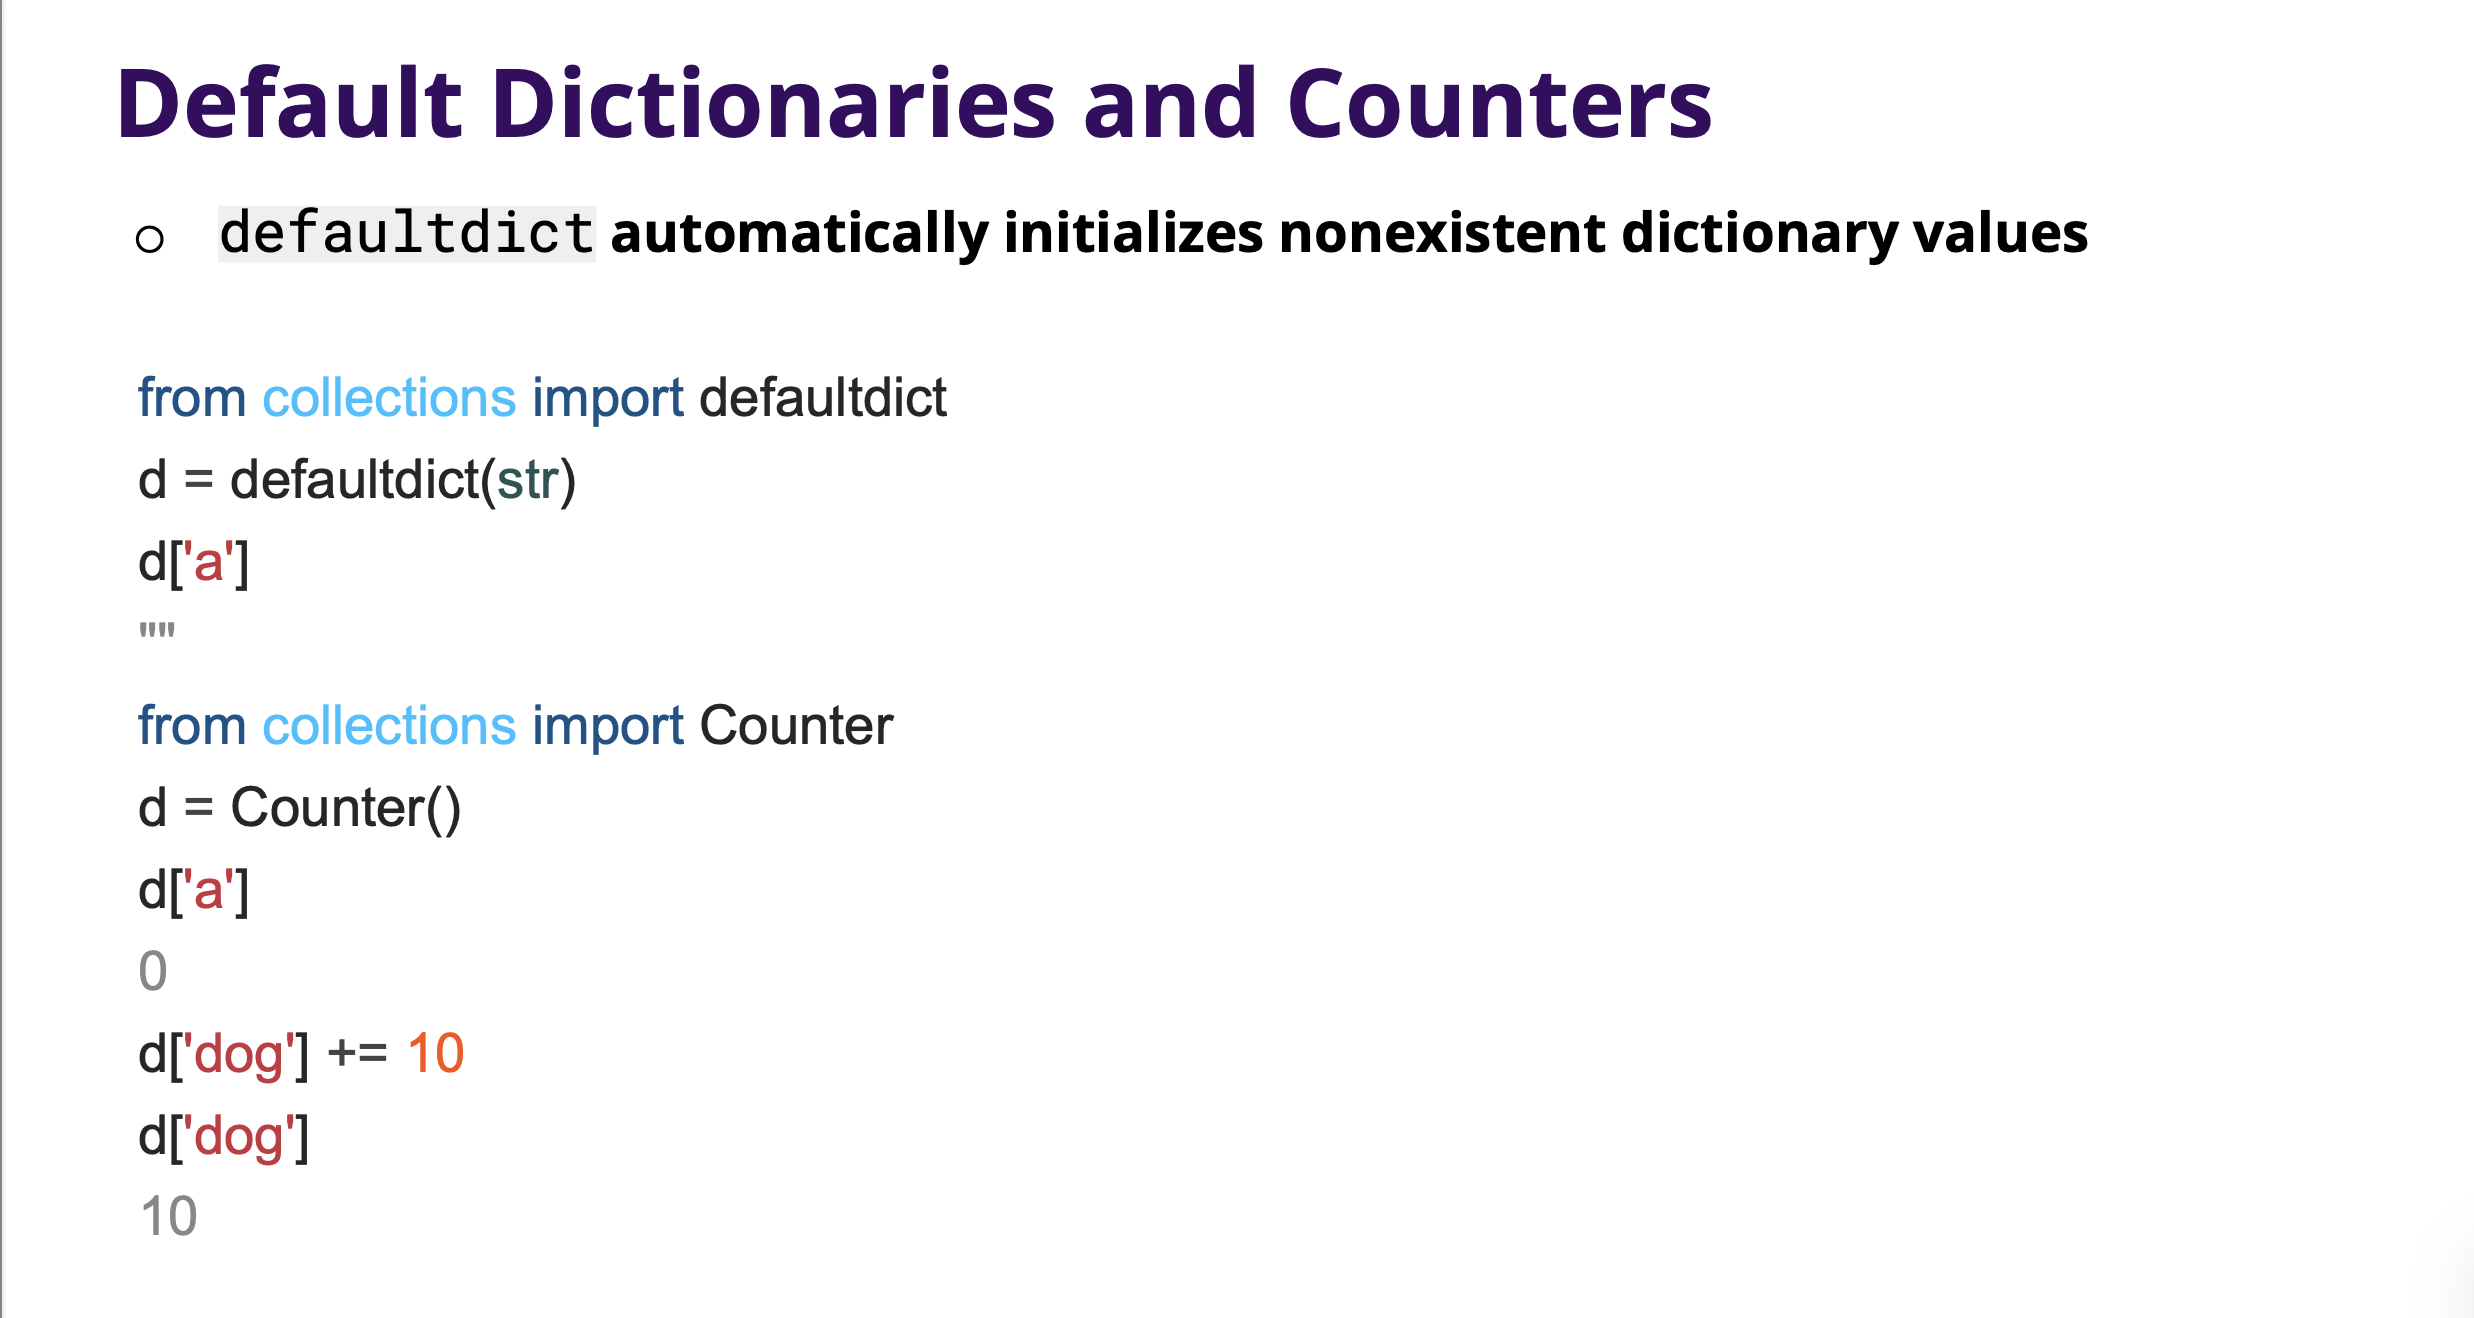 Default Dictionaries and Counters
○ defaultdict automatically initializes nonexistent dictionary values
from collections import defaultdict
d = defaultdict(str)
d['a']
""
from collections import Counter
d = Counter()
d['a']
0
d['dog'] += 10
d['dog']
10